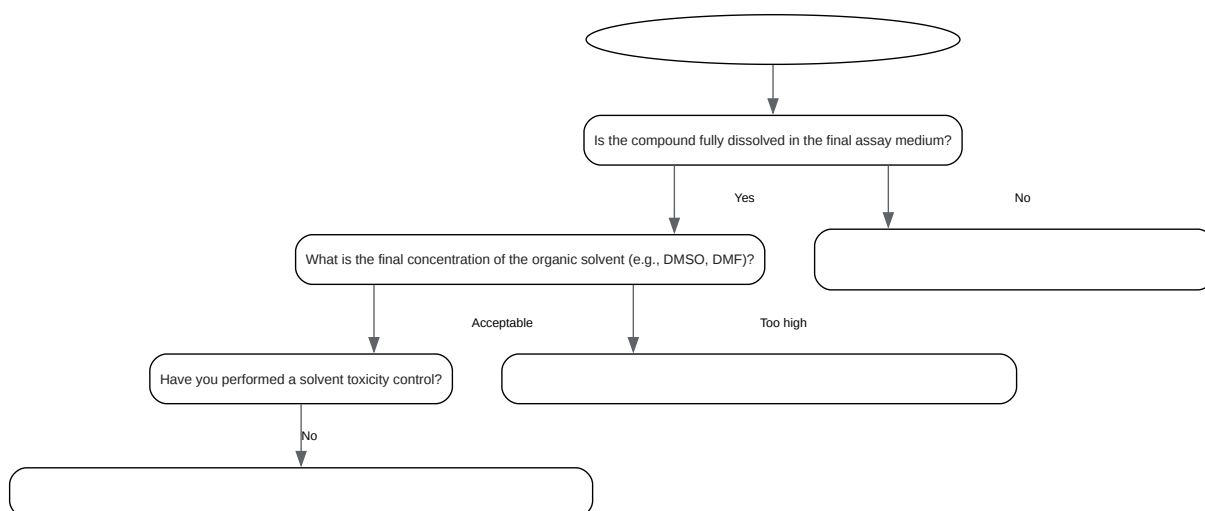 Is the compound fully dissolved in the final assay medium?
Yes
No
What is the final concentration of the organic solvent (e.g., DMSO, DMF)?
Acceptable
Too high
Have you performed a solvent toxicity control?
No